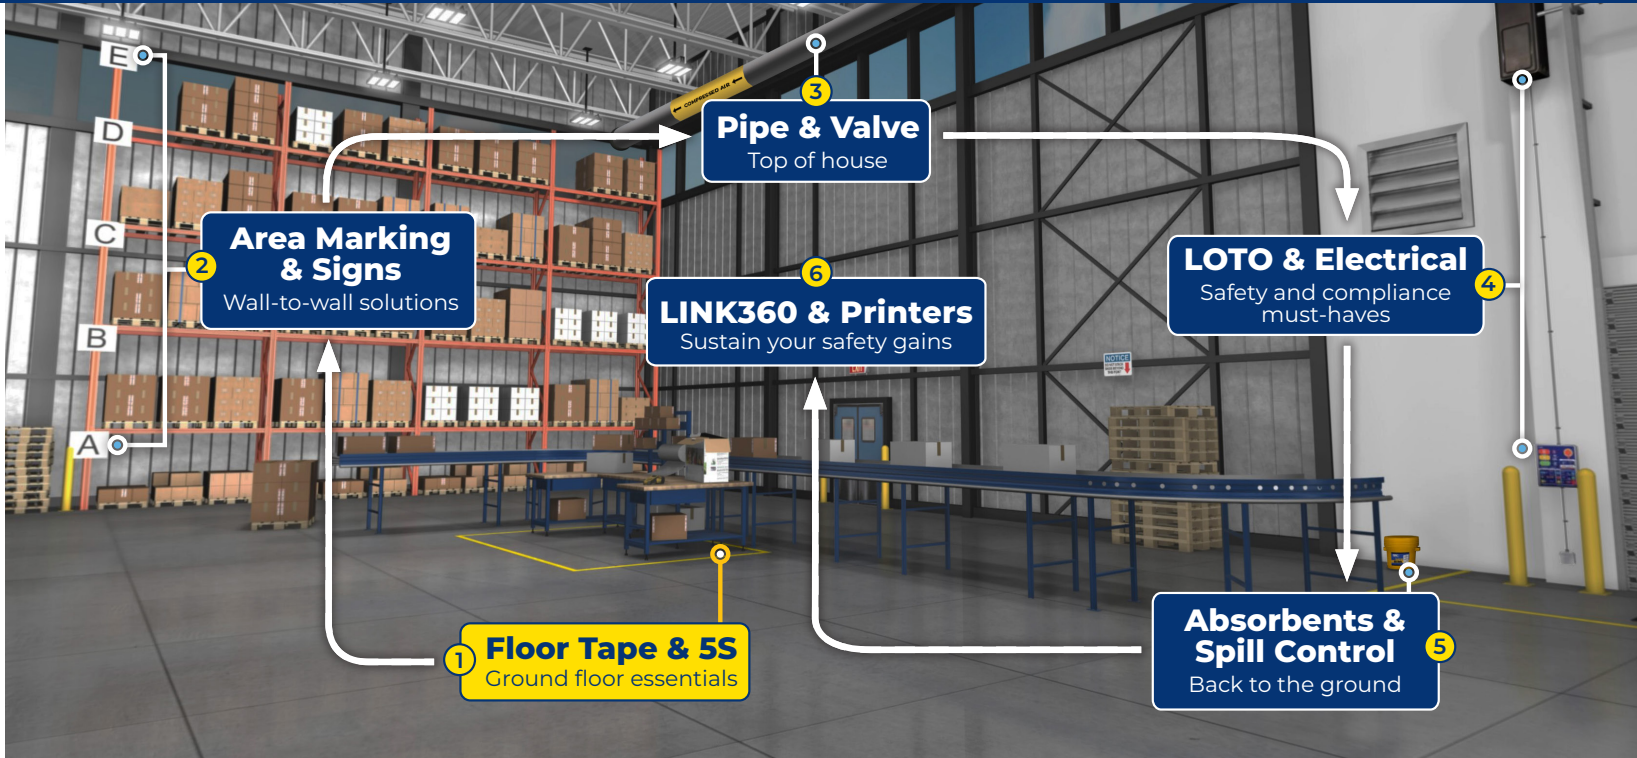 E
D
C
B
A
COMPRESSED AIR
3
Pipe & Valve
Top of house
2
Area Marking
& Signs
Wall-to-wall solutions
6
LINK360 & Printers
Sustain your safety gains
4
LOTO & Electrical
Safety and compliance
must-haves
NOTICE
EXIT
1
Floor Tape & 5S
Ground floor essentials
5
Absorbents &
Spill Control
Back to the ground